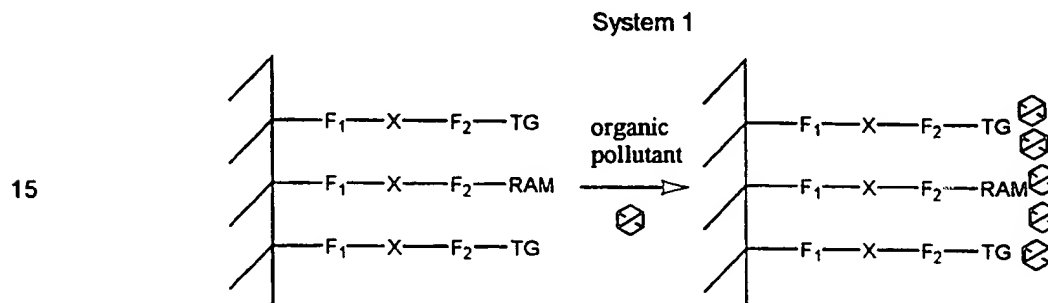 System 1
F₁—X—F₂—TG organic pollutant F₁—X—F₂—TG
15 F₁—X—F₂—RAM F₁—X—F₂—RAM
F₁—X—F₂—TG F₁—X—F₂—TG